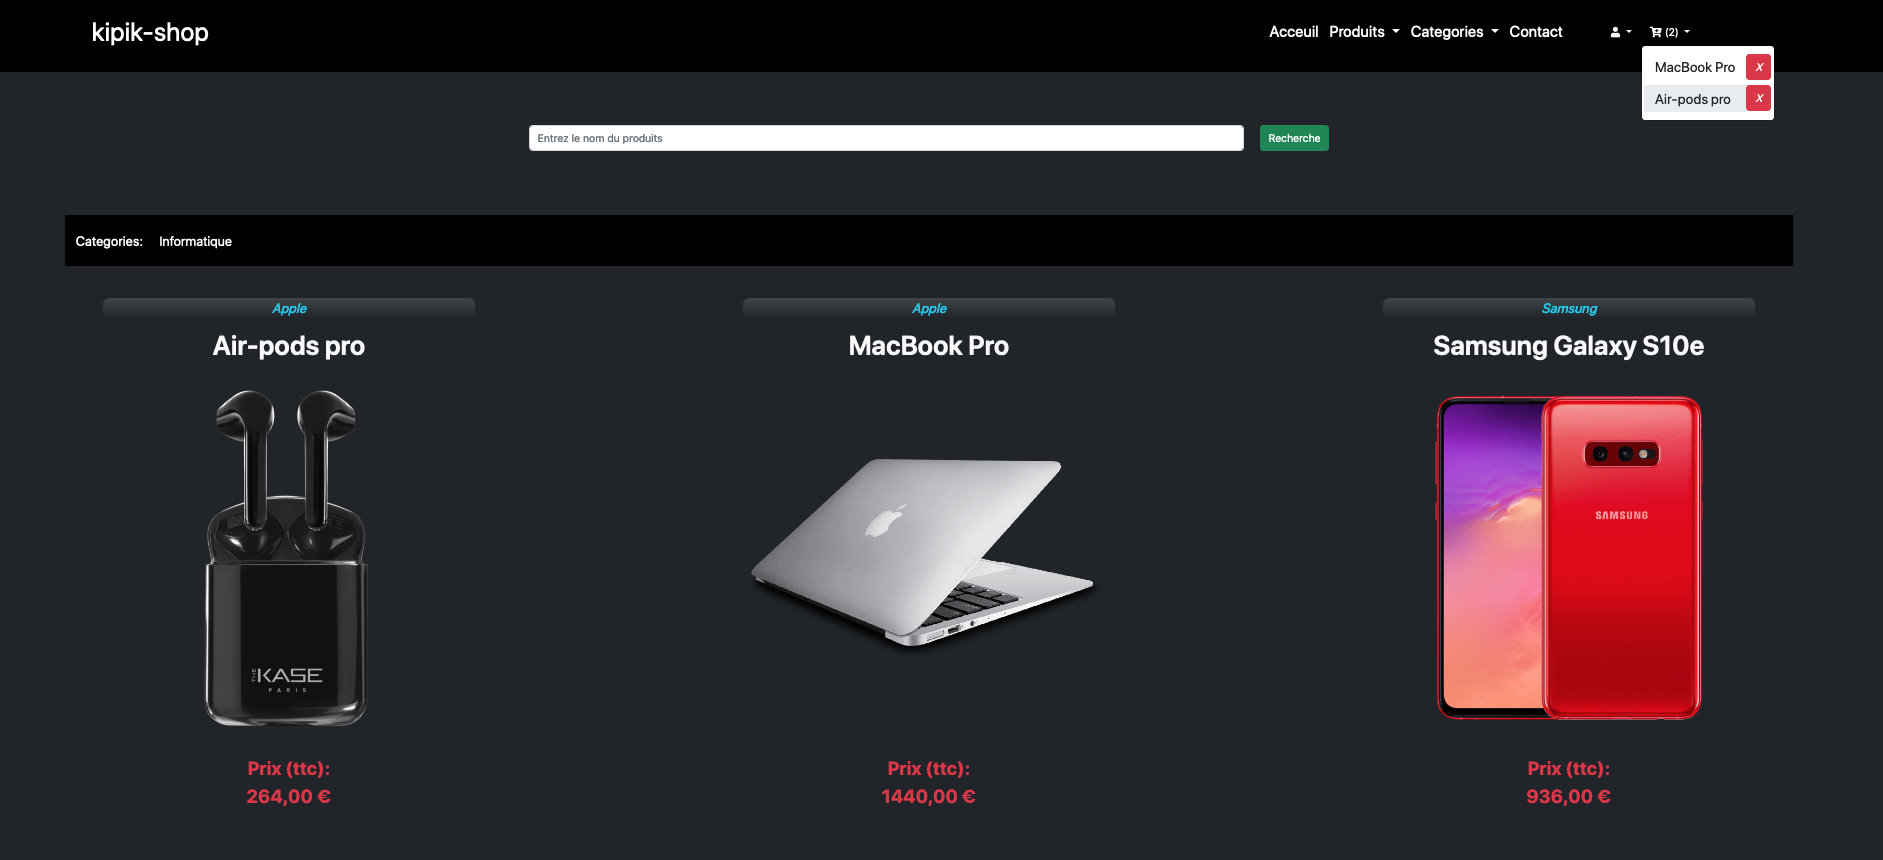 kipik-shop
Acceuil Produits Categories Contact (2)
MacBook Pro X
Air-pods pro X
Entrez le nom du produits Recherche
Categories: Informatique
Apple
Air-pods pro
THE KASE
PARIS
Prix (ttc):
264,00 €
Apple
MacBook Pro
Prix (ttc):
1440,00 €
Samsung
Samsung Galaxy S10e
SAMSUNG
Prix (ttc):
936,00 €